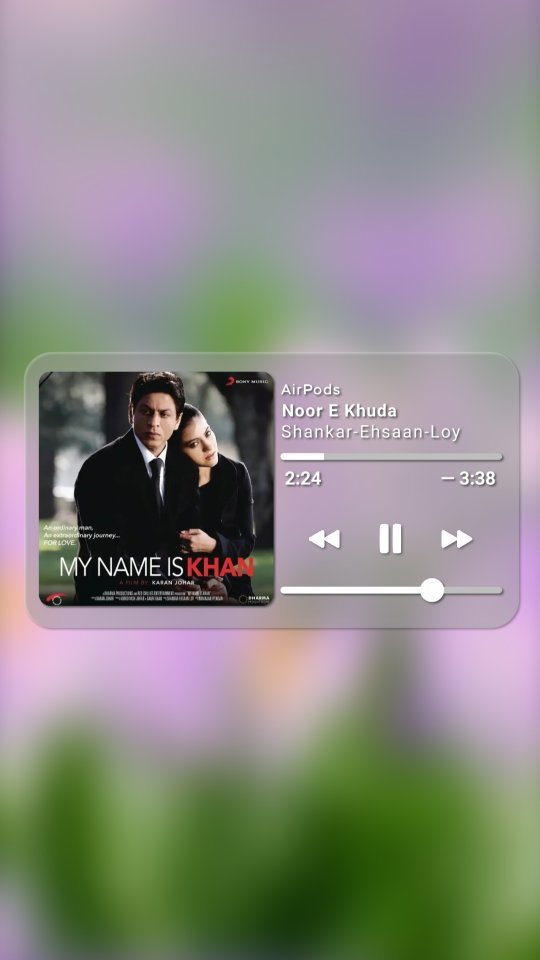 SONY MUSIC
An ordinary man,
An extraordinary journey...
FOR LOVE.
MY NAME IS KHAN
A FILM BY KARAN JOHAR
DHARMA
AirPods
Noor E Khuda
Shankar-Ehsaan-Loy
2:24
— 3:38